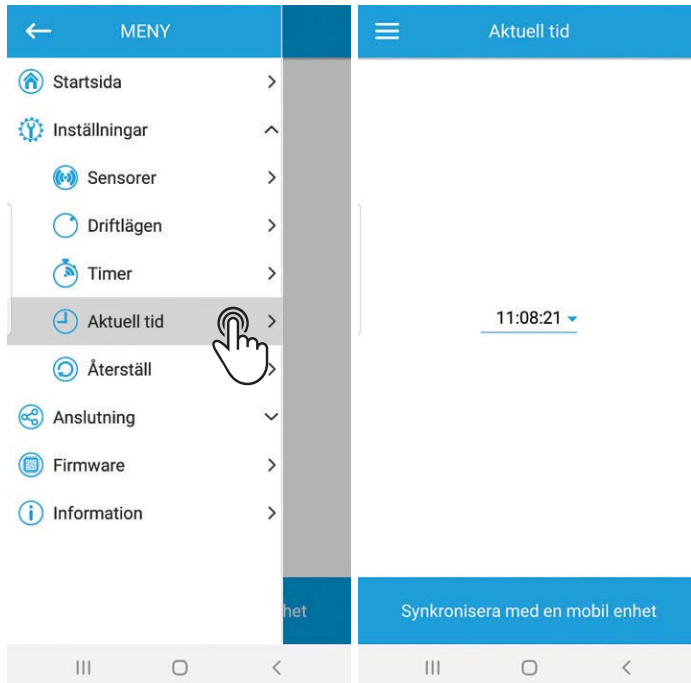 MENY
Startsida
Inställningar
Sensorer
Driftlägen
Timer
Aktuell tid
Återställ
Anslutning
Firmware
Information
het
Aktuell tid
11:08:21
Synkronisera med en mobil enhet